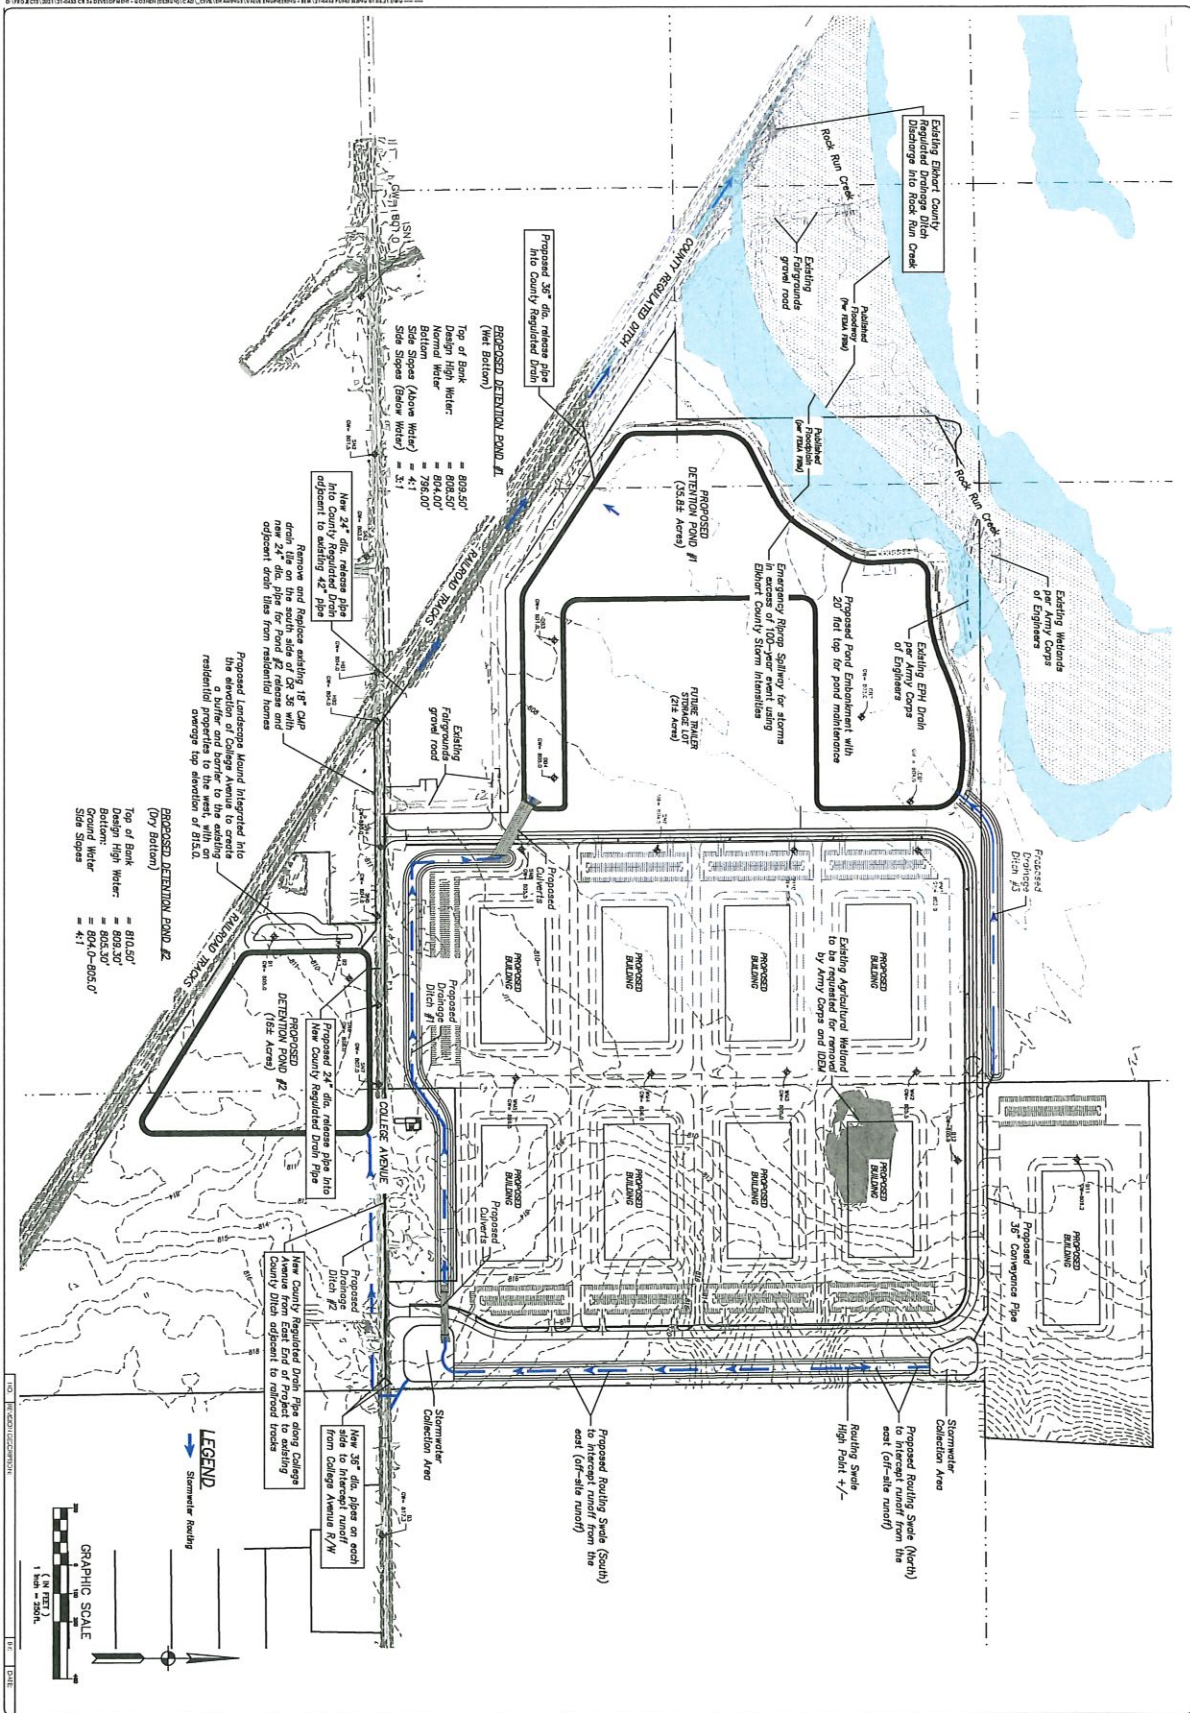 Existing Elkhart County
Regulated Drainage Ditch
Discharge into Rock Run Creek
Rock Run Creek
Existing
Fairgrounds
gravel road
Published
Floodway
(Per FEMA FIRM)
Published
Floodplain
(per FEMA FIRM)
Rock Run Creek
Existing Wetlands
per Army Corps
of Engineers
Existing EPH Drain
per Army Corps
of Engineers
Proposed Pond Embankment with
20' flat top for pond maintenance
Emergency Riprap Spillway for storms
in excess of 100-year event using
Elkhart County Storm Intensities
PROPOSED
DETENTION POND #1
(35.8± Acres)
FUTURE TRAILER
STORAGE LOT
(21± Acres)
COUNTY REGULATED DITCH
RAILROAD TRACKS
Proposed 36" dia. release pipe
into County Regulated Drain
PROPOSED DETENTION POND #1
(Wet Bottom)
Top of Bank = 809.50'
Design High Water: = 808.50'
Normal Water = 804.00'
Bottom = 796.00'
Side Slopes (Above Water) = 4:1
Side Slopes (Below Water) = 3:1
New 24" dia. release pipe
into County Regulated Drain
adjacent to existing 42" pipe
Remove and Replace existing 18" CMP
drain tile on the south side of CR 36 with
new 24" dia. pipe for Pond #2 release and
adjacent drain tiles from residential homes
Proposed Landscape Mound integrated into
the elevation of College Avenue to create
a buffer and barrier to the existing
residential properties to the west, with an
average top elevation of 815.0.
Existing
Fairgrounds
gravel road
PROPOSED DETENTION POND #2
(Dry Bottom)
Top of Bank = 810.50'
Design High Water: = 809.30'
Bottom: = 805.30'
Ground Water = 804.0-805.0'
Side Slopes = 4:1
RAILROAD TRACKS
PROPOSED
DETENTION POND #2
(16± Acres)
Proposed 24" dia. release pipe into
New County Regulated Drain Pipe
COLLEGE AVENUE
Proposed
Drainage
Ditch #3
Proposed
Culverts
Proposed
Drainage
Ditch #1
PROPOSED
BUILDING
PROPOSED
BUILDING
PROPOSED
BUILDING
PROPOSED
BUILDING
Existing Agricultural Wetland
to be requested for removal
by Army Corps and IDEM
PROPOSED
BUILDING
PROPOSED
BUILDING
PROPOSED
BUILDING
PROPOSED
BUILDING
PROPOSED
BUILDING
Proposed
36" Conveyance Pipe
Proposed
Culverts
Proposed
Drainage
Ditch #2
New County Regulated Drain Pipe along College
Avenue from East End of Project to existing
County Ditch adjacent to railroad tracks
Stormwater
Collection Area
Proposed Routing Swale (North)
to intercept runoff from the
east (off-site runoff)
Routing Swale
High Point +/-
Proposed Routing Swale (South)
to intercept runoff from the
east (off-site runoff)
Stormwater
Collection Area
New 36" dia. pipes on each
side to intercept runoff
from College Avenue R/W
LEGEND
Stormwater Routing
GRAPHIC SCALE
( IN FEET )
1 inch = 250 ft.
NO. REVISION DESCRIPTION: BY: DATE: